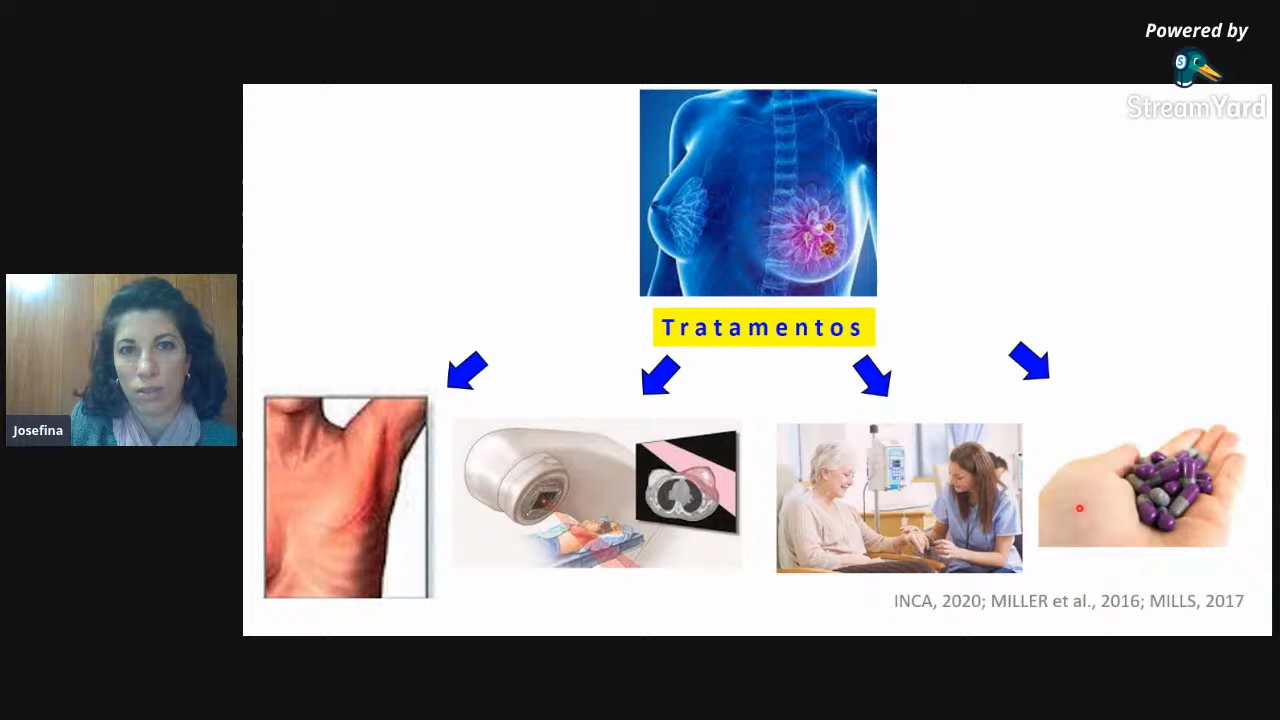 Powered by
StreamYard
Tratamentos
Josefina
INCA, 2020; MILLER et al., 2016; MILLS, 2017